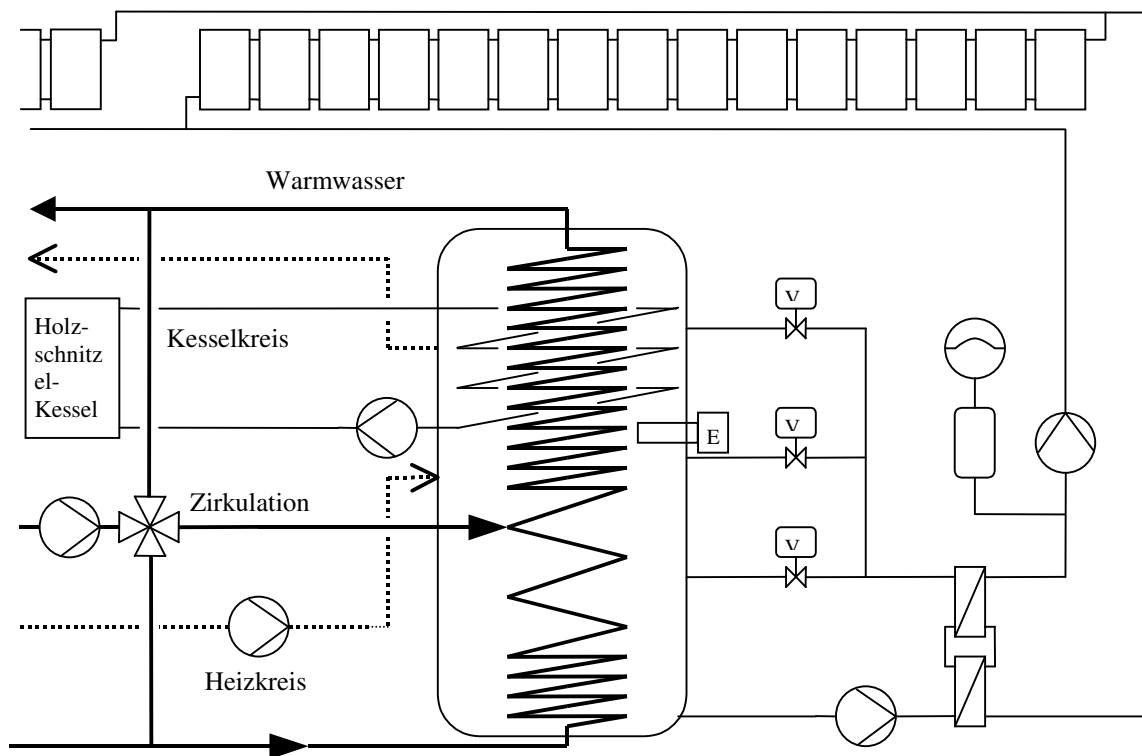 Warmwasser
Holz-
schnitz
el-
Kessel
Kesselkreis
V
V
E
Zirkulation
V
Heizkreis